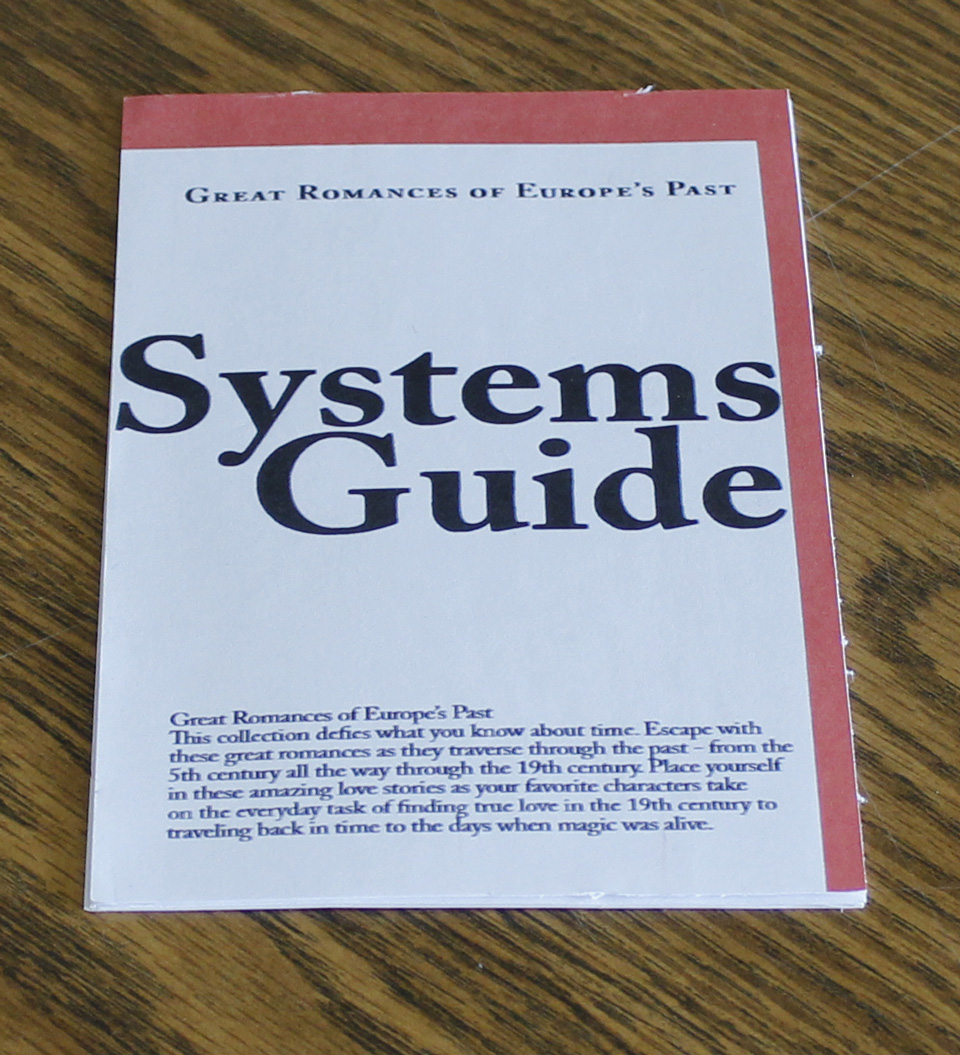 GREAT ROMANCES OF EUROPE'S PAST
Systems
Guide
Great Romances of Europe's Past
This collection defies what you know about time. Escape with
these great romances as they traverse through the past – from the
5th century all the way through the 19th century. Place yourself
in these amazing love stories as your favorite characters take
on the everyday task of finding true love in the 19th century to
traveling back in time to the days when magic was alive.